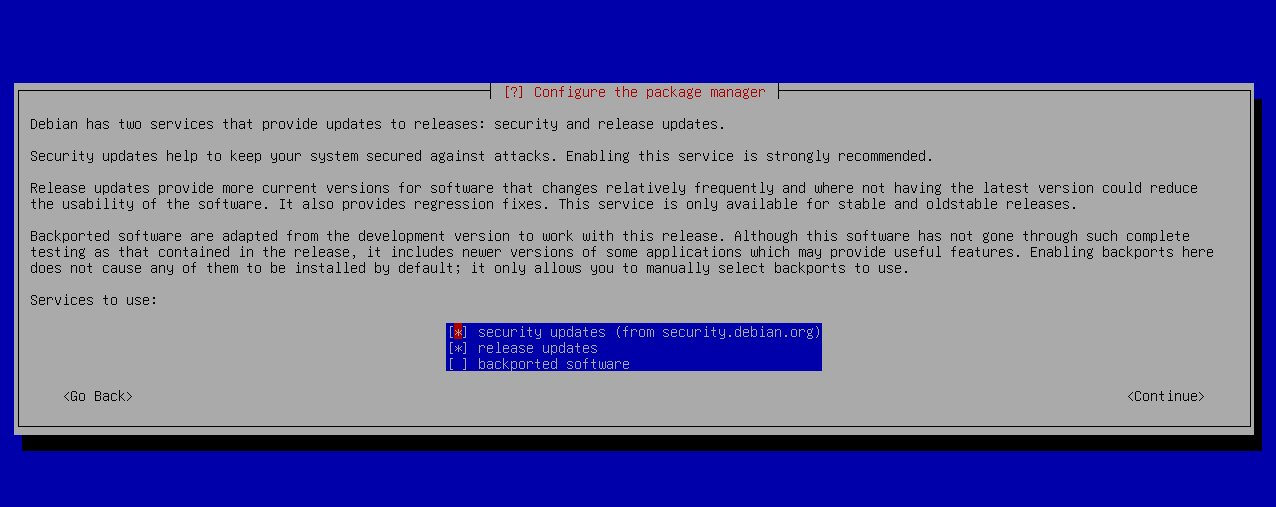 [?] Configure the package manager
Debian has two services that provide updates to releases: security and release updates.
Security updates help to keep your system secured against attacks. Enabling this service is strongly recommended.
Release updates provide more current versions for software that changes relatively frequently and where not having the latest version could reduce
the usability of the software. It also provides regression fixes. This service is only available for stable and oldstable releases.
Backported software are adapted from the development version to work with this release. Although this software has not gone through such complete
testing as that contained in the release, it includes newer versions of some applications which may provide useful features. Enabling backports here
does not cause any of them to be installed by default; it only allows you to manually select backports to use.
Services to use:
[*] security updates (from security.debian.org)
[*] release updates
[ ] backported software
<Go Back> <Continue>